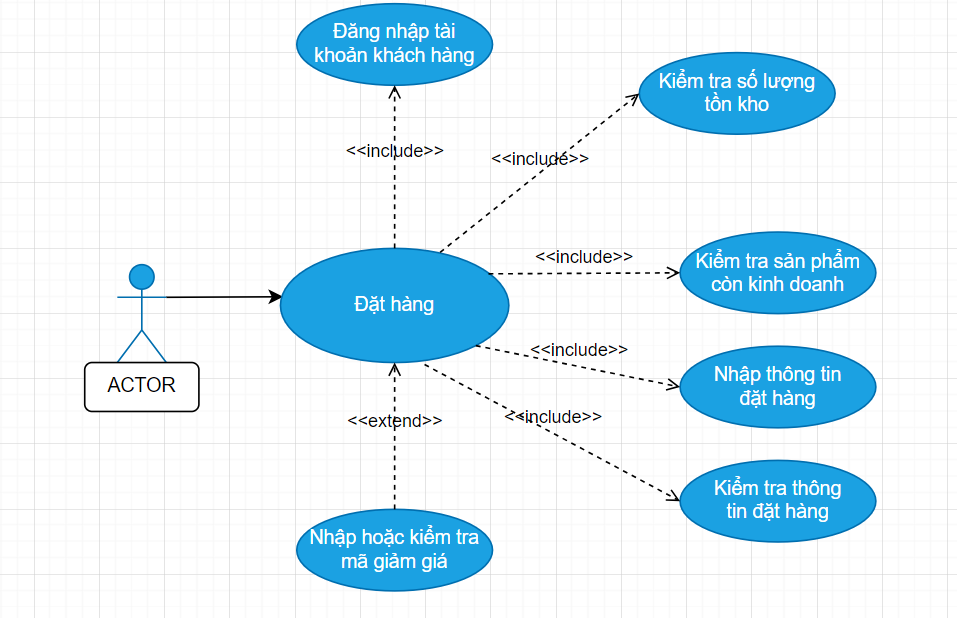 Đăng nhập tài
khoản khách hàng
Kiểm tra số lượng
tồn kho
<<include>>
<<include>>
<<include>>
Kiểm tra sản phẩm
còn kinh doanh
Đặt hàng
<<include>>
Nhập thông tin
đặt hàng
ACTOR
<<extend>>
<<include>>
Kiểm tra thông
tin đặt hàng
Nhập hoặc kiểm tra
mã giảm giá